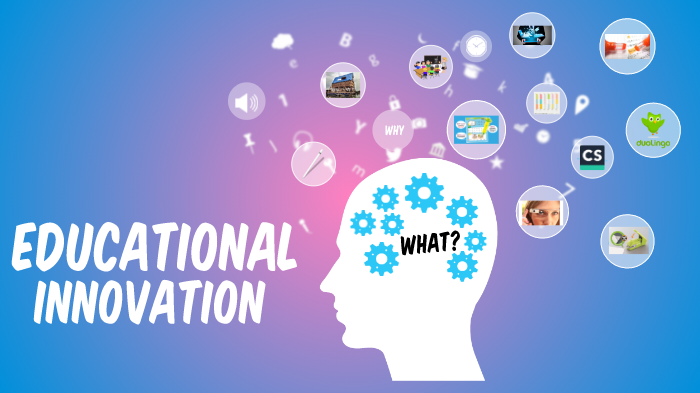 WHY
duolingo
CS
WHAT?
EDUCATIONAL
INNOVATION